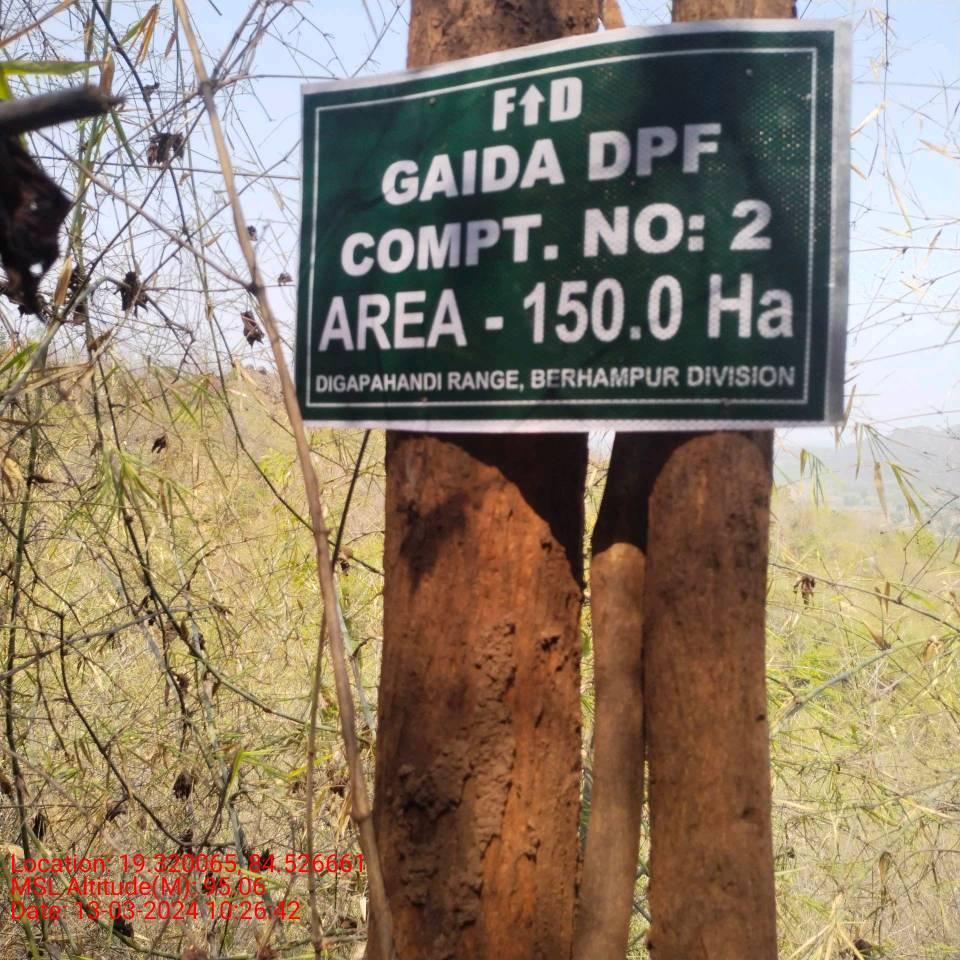 F↑D
GAIDA DPF
COMPT. NO: 2
AREA - 150.0 Ha
DIGAPAHANDI RANGE, BERHAMPUR DIVISION
Location: 19.320065, 84.526661
MSL Altitude(M): 95.06
Date: 13-03-2024 10:26:42